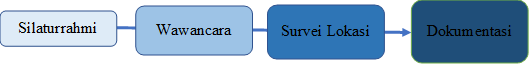 Silaturrahmi
Wawancara
Survei Lokasi
Dokumentasi